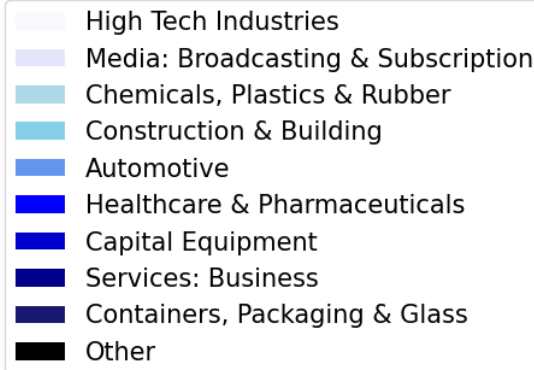 High Tech Industries
Media: Broadcasting & Subscription
Chemicals, Plastics & Rubber
Construction & Building
Automotive
Healthcare & Pharmaceuticals
Capital Equipment
Services: Business
Containers, Packaging & Glass
Other